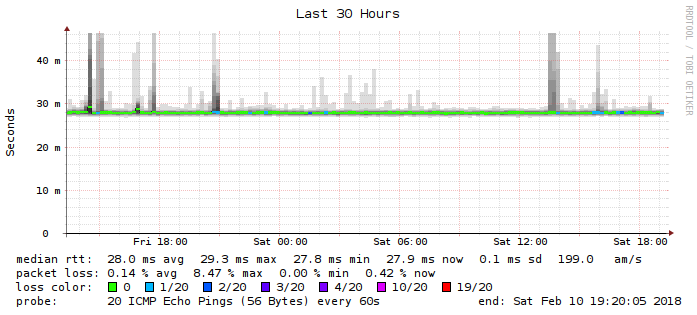 Last 30 Hours
RRDTOOL / TOBI OETIKER
Seconds
40 m
30 m
20 m
10 m
0
Fri 18:00 Sat 00:00 Sat 06:00 Sat 12:00 Sat 18:00
median rtt: 28.0 ms avg 29.3 ms max 27.8 ms min 27.9 ms now 0.1 ms sd 199.0 am/s
packet loss: 0.14 % avg 8.47 % max 0.00 % min 0.42 % now
loss color: 0 1/20 2/20 3/20 4/20 10/20 19/20
probe: 20 ICMP Echo Pings (56 Bytes) every 60s end: Sat Feb 10 19:20:05 2018